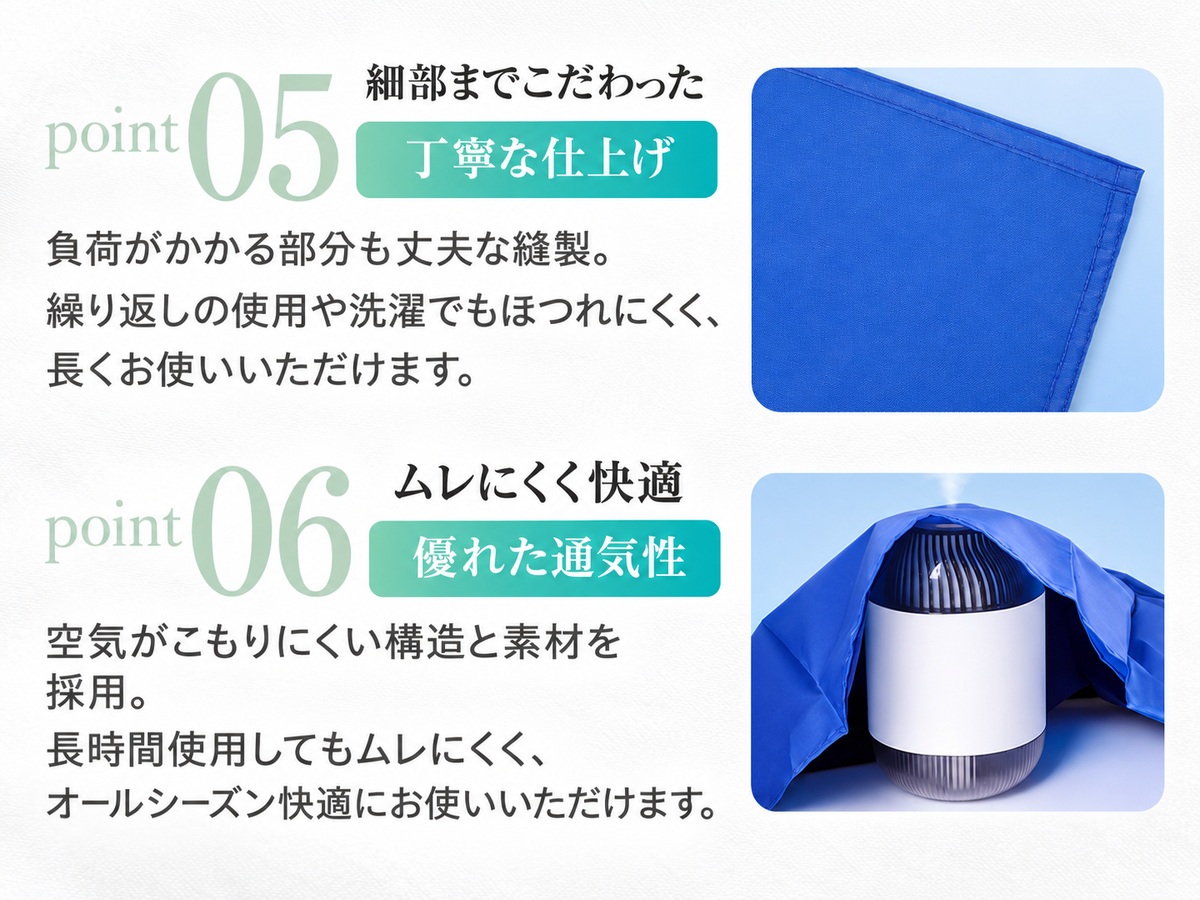 point 05
細部までこだわった
丁寧な仕上げ
負荷がかかる部分も丈夫な縫製。
繰り返しの使用や洗濯でもほつれにくく、
長くお使いいただけます。
point 06
ムレにくく快適
優れた通気性
空気がこもりにくい構造と素材を
採用。
長時間使用してもムレにくく、
オールシーズン快適にお使いいただけます。